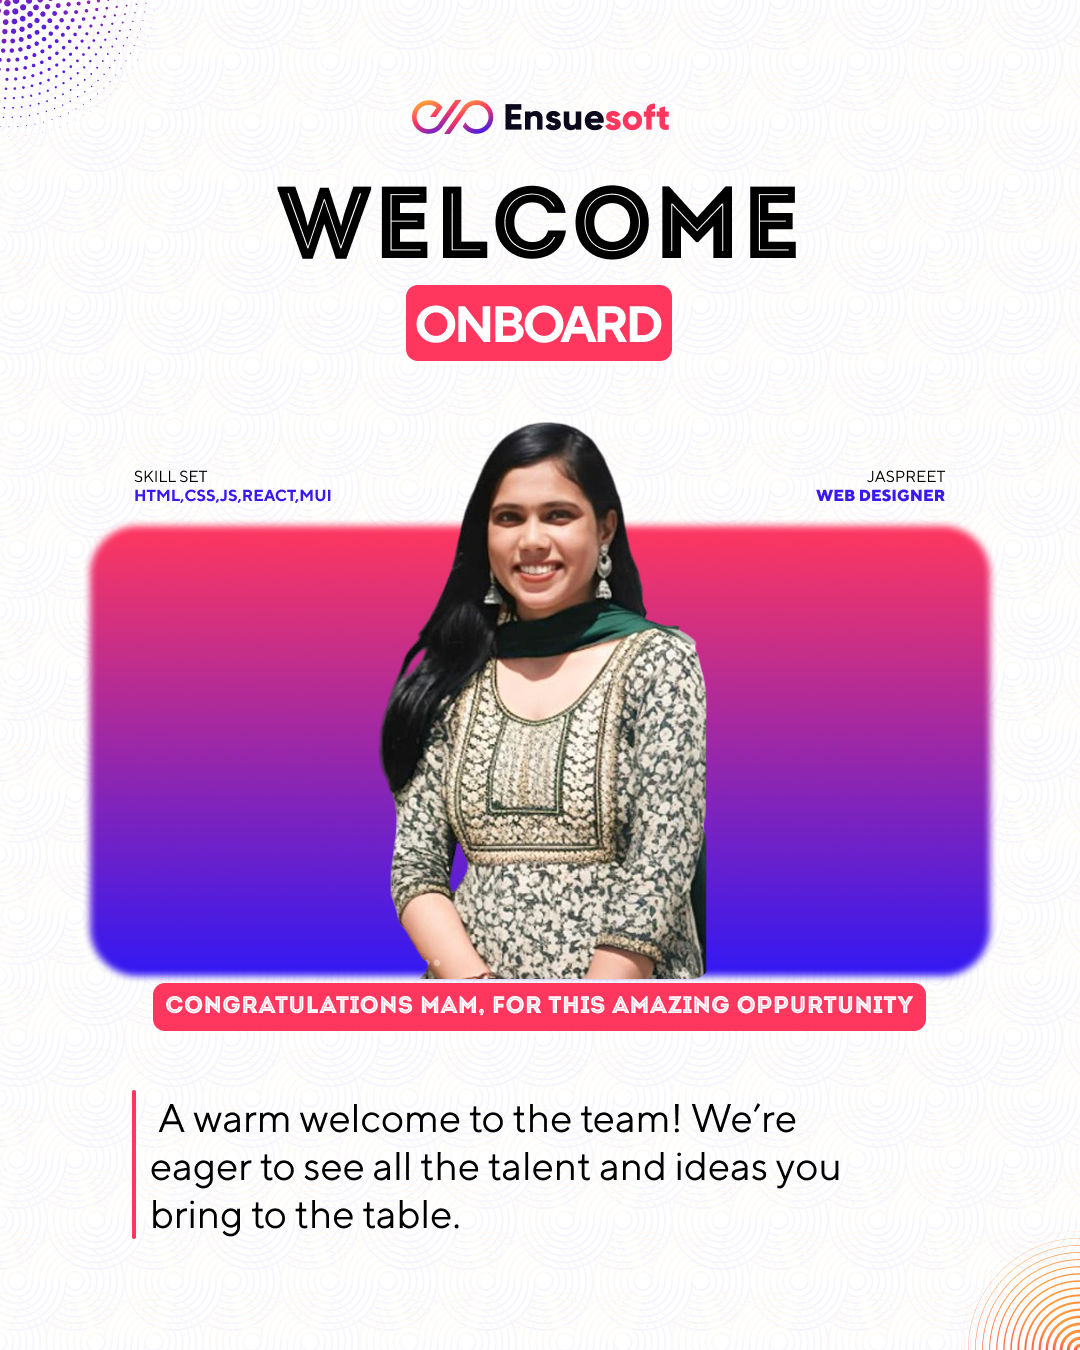 Ensuesoft
WELCOME
ONBOARD
SKILL SET
HTML,CSS,JS,REACT,MUI
JASPREET
WEB DESIGNER
CONGRATULATIONS MAM, FOR THIS AMAZING OPPURTUNITY
A warm welcome to the team! We’re
eager to see all the talent and ideas you
bring to the table.